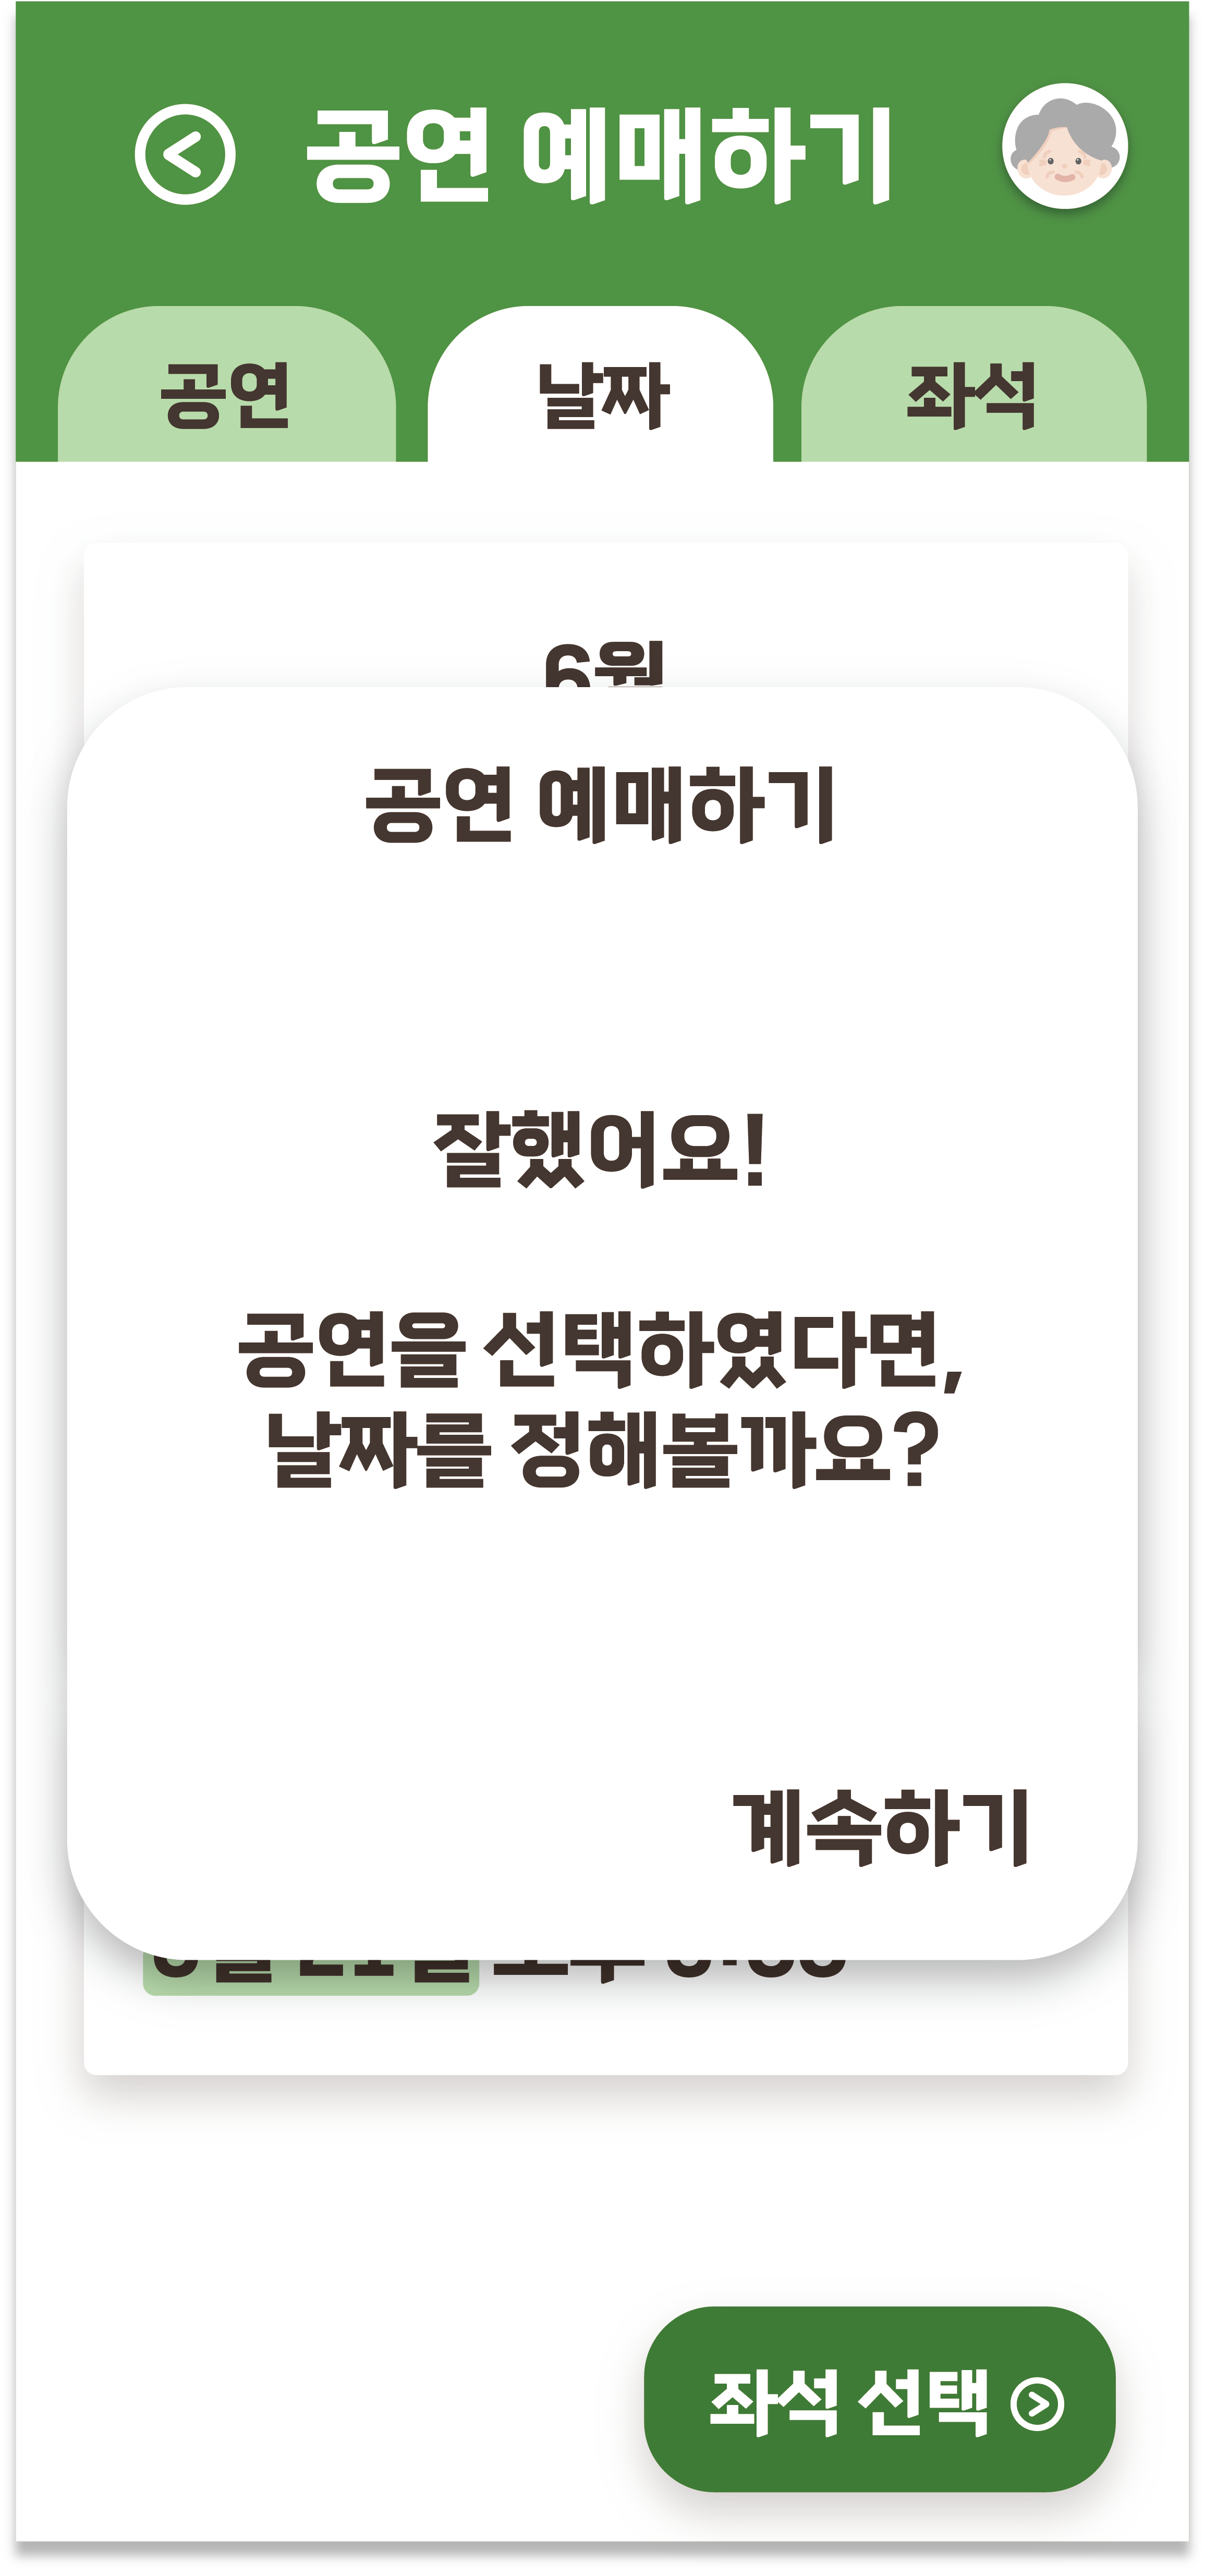 공연 예매하기
공연 날짜 좌석
6월
공연 예매하기
잘했어요!
공연을 선택하였다면,
날짜를 정해볼까요?
계속하기
좌석 선택